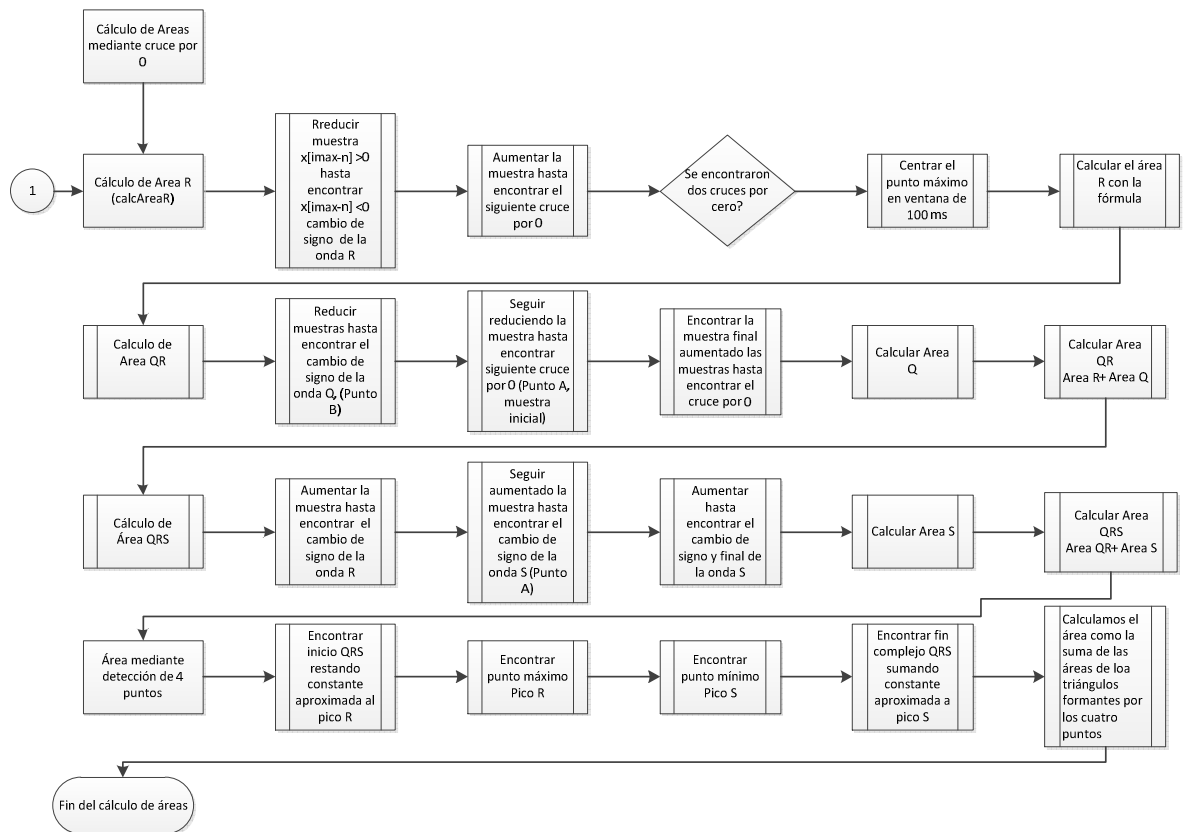 Cálculo de Areas
mediante cruce por
0
1
Cálculo de Area R
(calcAreaR)
Rreducir
muestra
x[imax-n] >0
hasta
encontrar
x[imax-n] <0
cambio de
signo de la
onda R
Aumentar la
muestra hasta
encontrar el
siguiente cruce
por 0
Se encontraron
dos cruces por
cero?
Centrar el
punto máximo
en ventana de
100 ms
Calcular el área
R con la
fórmula
Calculo de
Area QR
Reducir
muestras hasta
encontrar el
cambio de
signo de la
onda Q, (Punto
B)
Seguir
reduciendo la
muestra hasta
encontrar
siguiente cruce
por 0 (Punto A,
muestra
inicial)
Encontrar la
muestra final
aumentado las
muestras hasta
encontrar el
cruce por 0
Calcular Area
Q
Calcular Area
QR
Area R+ Area Q
Cálculo de
Área QRS
Aumentar la
muestra hasta
encontrar el
cambio de
signo de la
onda R
Seguir
aumentado la
muestra hasta
encontrar el
cambio de
signo de la
onda S (Punto
A)
Aumentar
hasta
encontrar el
cambio de
signo y final de
la onda S
Calcular Area S
Calcular Area
QRS
Area QR+ Area S
Área mediante
detección de 4
puntos
Encontrar
inicio QRS
restando
constante
aproximada al
pico R
Encontrar
punto máximo
Pico R
Encontrar
punto mínimo
Pico S
Encontrar fin
complejo QRS
sumando
constante
aproximada a
pico S
Calculamos el
área como la
suma de las
áreas de loa
triángulos
formantes por
los cuatro
puntos
Fin del cálculo de áreas